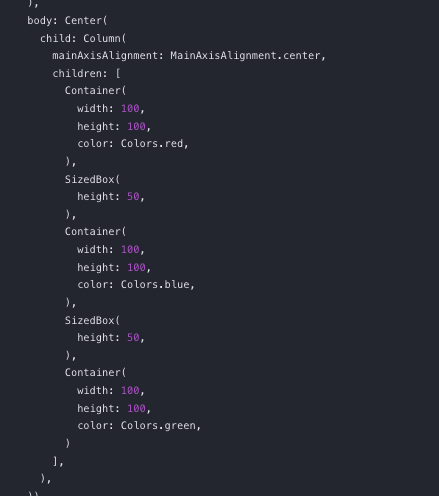 ),
body: Center(
child: Column(
mainAxisAlignment: MainAxisAlignment.center,
children: [
Container(
width: 100,
height: 100,
color: Colors.red,
),
SizedBox(
height: 50,
),
Container(
width: 100,
height: 100,
color: Colors.blue,
),
SizedBox(
height: 50,
),
Container(
width: 100,
height: 100,
color: Colors.green,
)
],
),
))